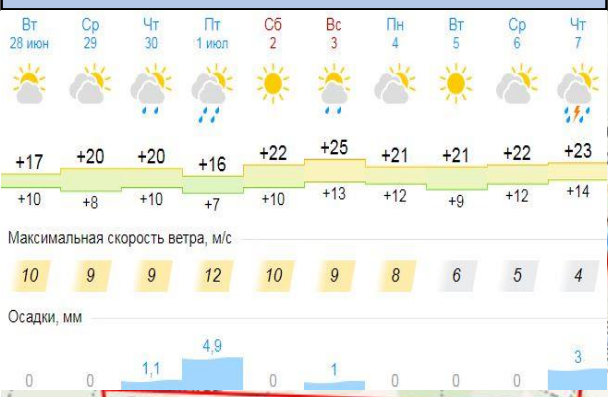 Вт Ср Чт Пт Сб Вс Пн Вт Ср Чт
28 июн 29 30 1 июл 2 3 4 5 6 7
+17 +20 +20 +16 +22 +25 +21 +21 +22 +23
+10 +8 +10 +7 +10 +13 +12 +9 +12 +14
Максимальная скорость ветра, м/с
10 9 9 12 10 9 8 6 5 4
Осадки, мм
0 0 1,1 4,9 0 1 0 0 0 3